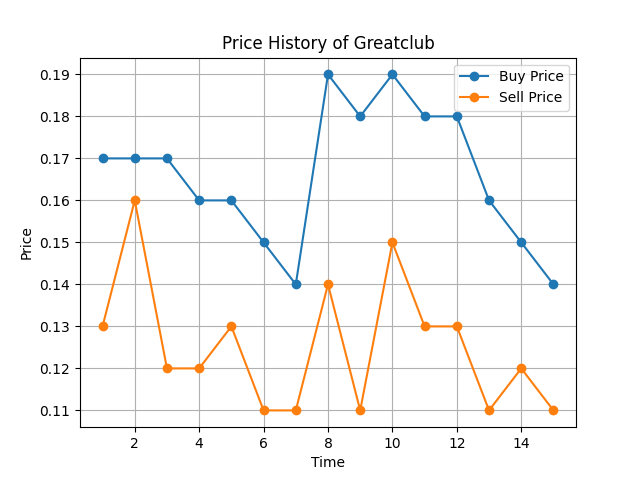 Price History of Greatclub
Buy Price
Sell Price
Price
0.19
0.18
0.17
0.16
0.15
0.14
0.13
0.12
0.11
2 4 6 8 10 12 14
Time